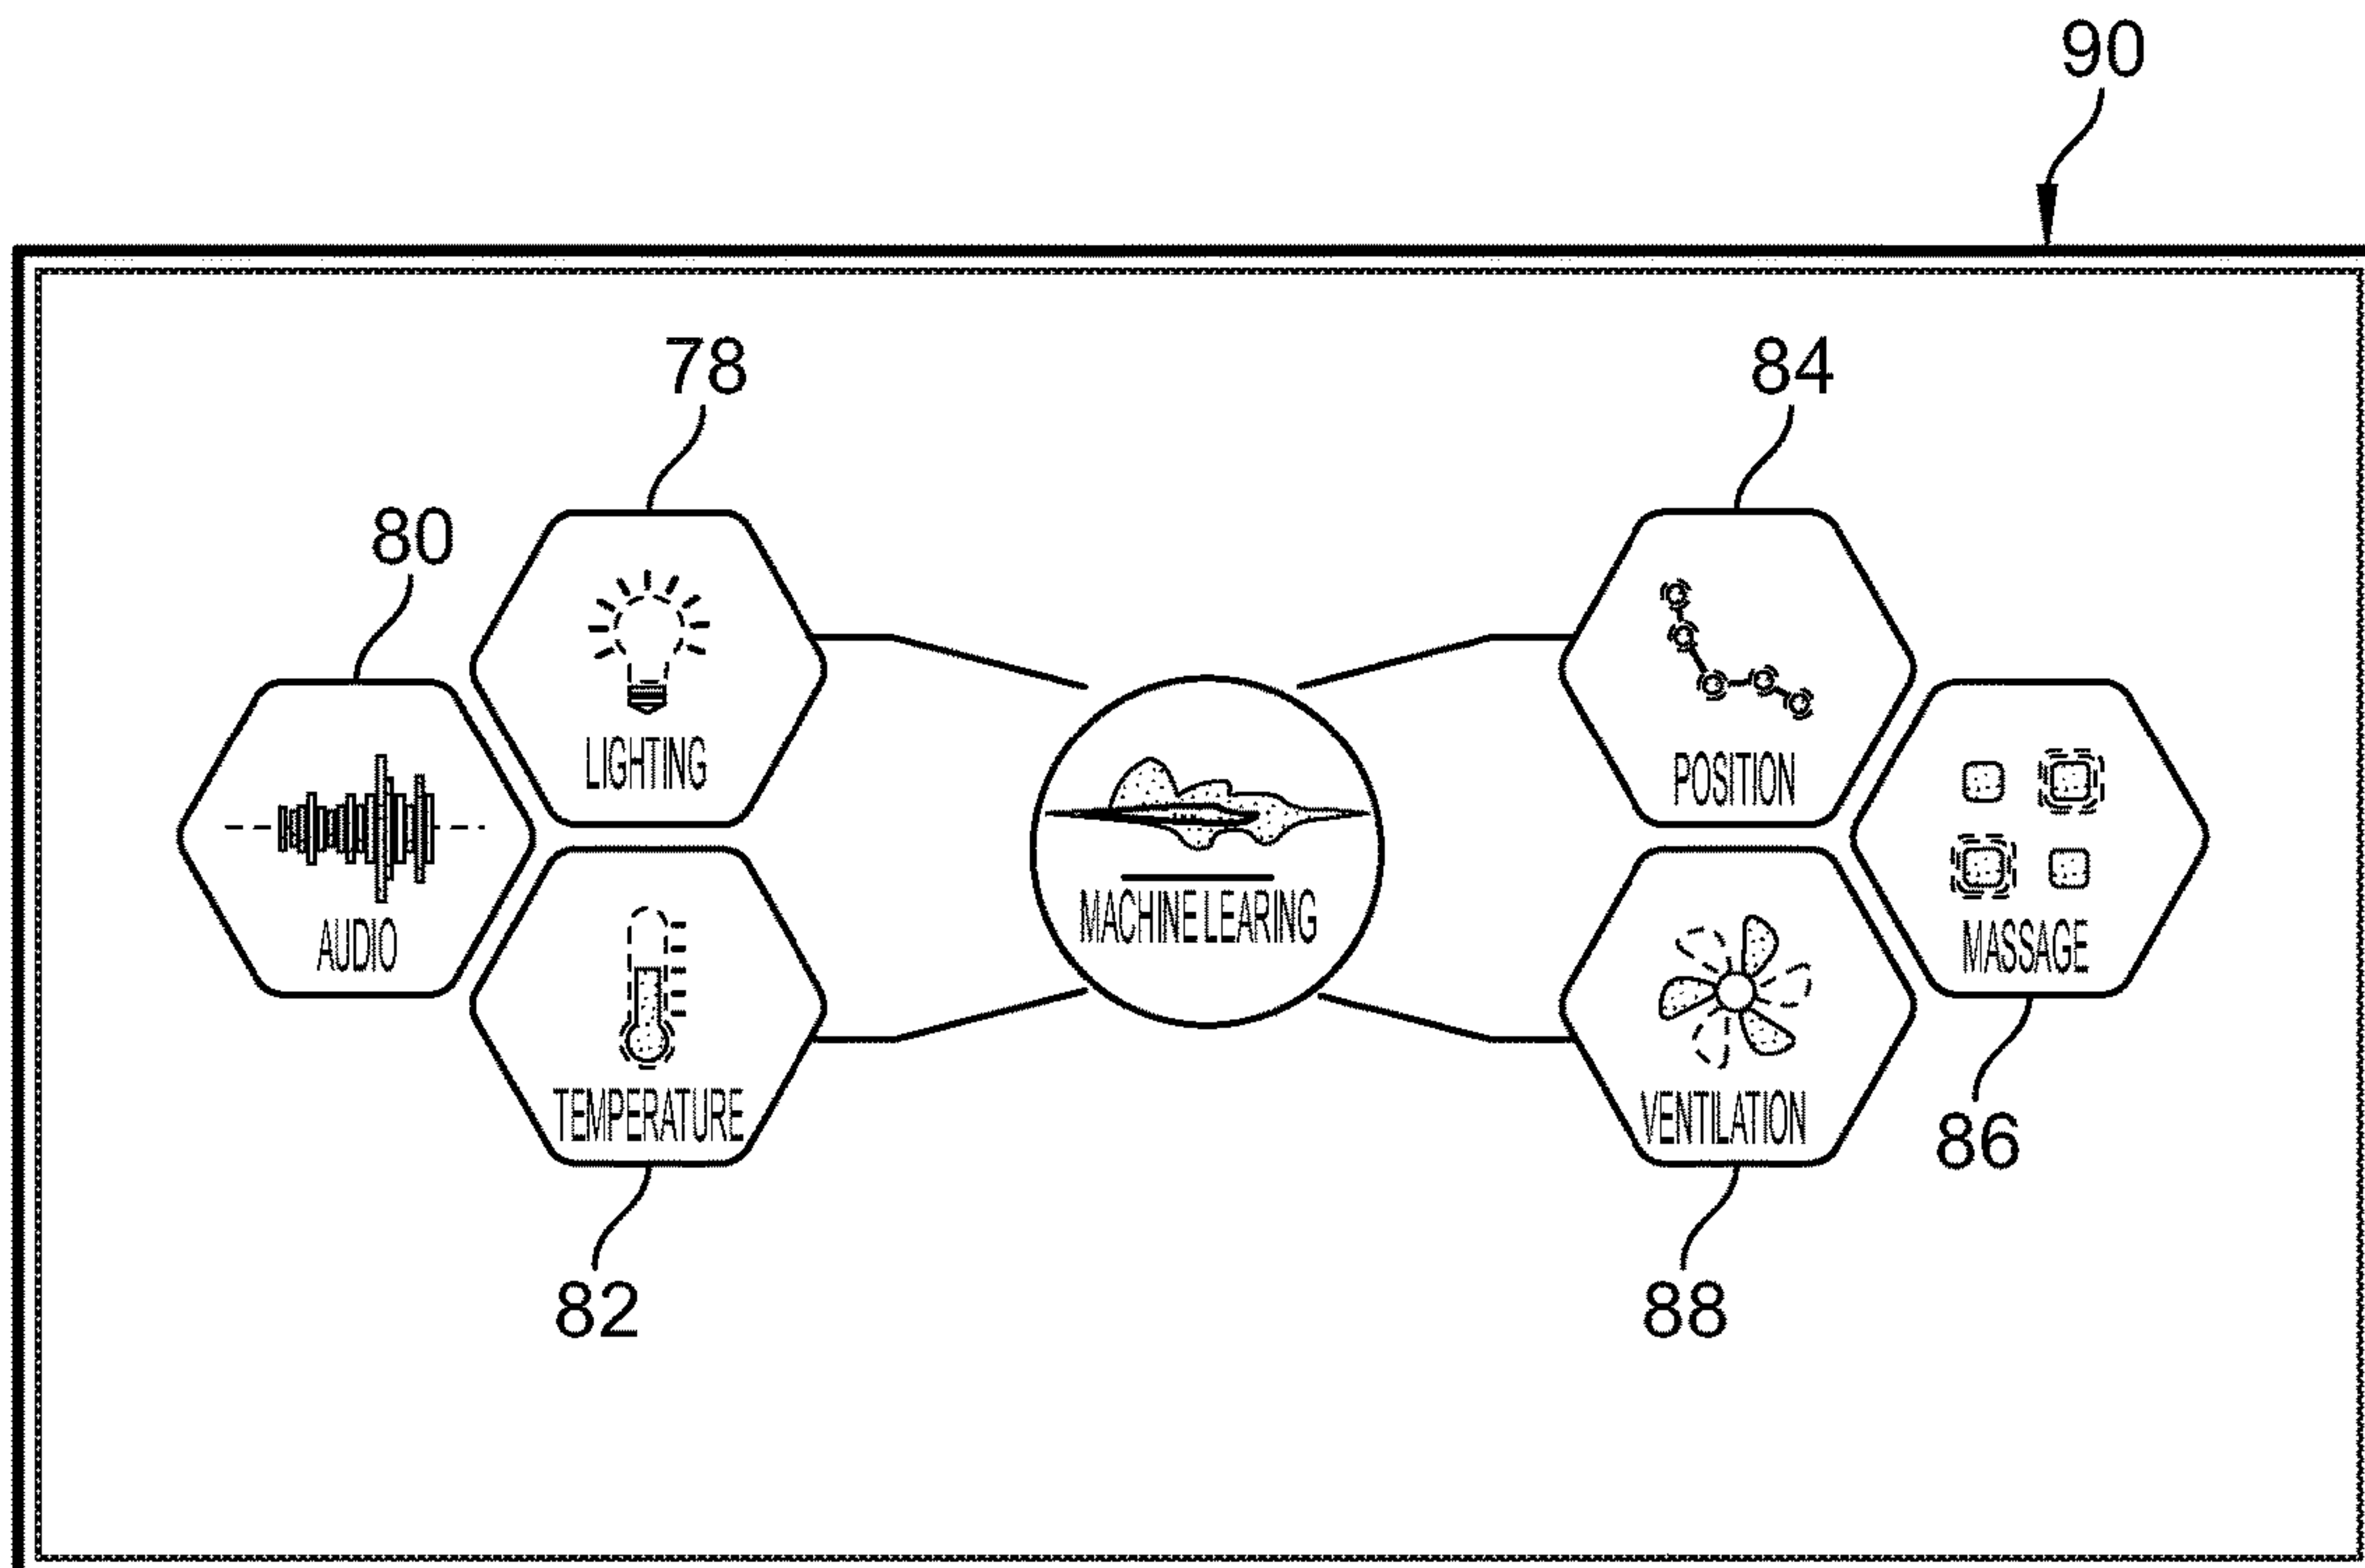 90
78
84
80
LIGHTING
POSITION
AUDIO
MACHINE LEARING
MASSAGE
TEMPERATURE
VENTILATION
86
82
88